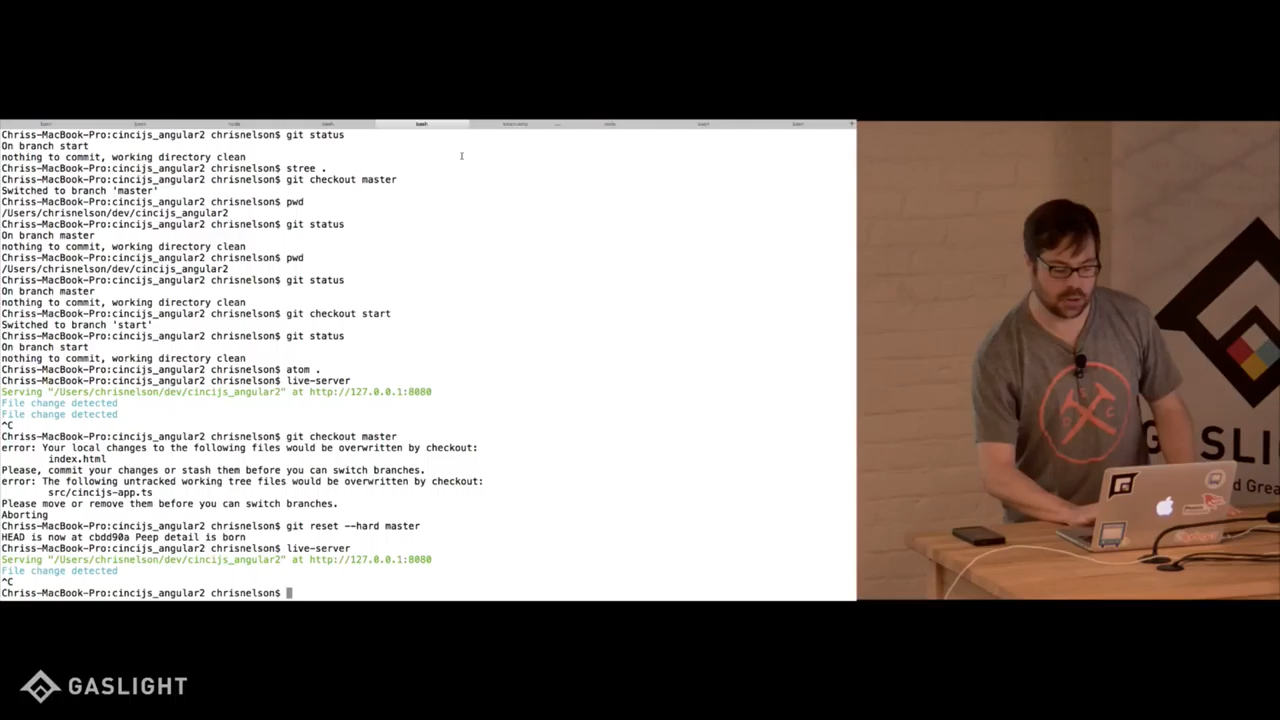 bash
Chriss-MacBook-Pro:cincijs_angular2 chrisnelson$ git status
On branch start
nothing to commit, working directory clean
Chriss-MacBook-Pro:cincijs_angular2 chrisnelson$ stree .
Chriss-MacBook-Pro:cincijs_angular2 chrisnelson$ git checkout master
Switched to branch 'master'
Chriss-MacBook-Pro:cincijs_angular2 chrisnelson$ pwd
/Users/chrisnelson/dev/cincijs_angular2
Chriss-MacBook-Pro:cincijs_angular2 chrisnelson$ git status
On branch master
nothing to commit, working directory clean
Chriss-MacBook-Pro:cincijs_angular2 chrisnelson$ pwd
/Users/chrisnelson/dev/cincijs_angular2
Chriss-MacBook-Pro:cincijs_angular2 chrisnelson$ git status
On branch master
nothing to commit, working directory clean
Chriss-MacBook-Pro:cincijs_angular2 chrisnelson$ git checkout start
Switched to branch 'start'
Chriss-MacBook-Pro:cincijs_angular2 chrisnelson$ git status
On branch start
nothing to commit, working directory clean
Chriss-MacBook-Pro:cincijs_angular2 chrisnelson$ atom .
Chriss-MacBook-Pro:cincijs_angular2 chrisnelson$ live-server
Serving "/Users/chrisnelson/dev/cincijs_angular2" at http://127.0.0.1:8080
File change detected
File change detected
^C
Chriss-MacBook-Pro:cincijs_angular2 chrisnelson$ git checkout master
error: Your local changes to the following files would be overwritten by checkout:
index.html
Please, commit your changes or stash them before you can switch branches.
error: The following untracked working tree files would be overwritten by checkout:
src/cincijs-app.ts
Please move or remove them before you can switch branches.
Aborting
Chriss-MacBook-Pro:cincijs_angular2 chrisnelson$ git reset --hard master
HEAD is now at cbdd90a Peep detail is born
Chriss-MacBook-Pro:cincijs_angular2 chrisnelson$ live-server
Serving "/Users/chrisnelson/dev/cincijs_angular2" at http://127.0.0.1:8080
File change detected
^C
Chriss-MacBook-Pro:cincijs_angular2 chrisnelson$
GASLIGHT